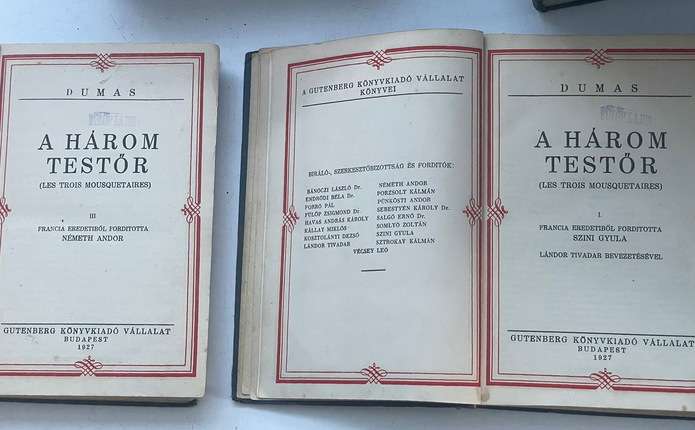 DUMAS
A HÁROM
TESTŐR
(LES TROIS MOUSQUETAIRES)
III
FRANCIA EREDETIBŐL FORDITOTTA
NÉMETH ANDOR
GUTENBERG KÖNYVKIADÓ VÁLLALAT
BUDAPEST
1927
A GUTENBERG KÖNYVKIADÓ VÁLLALAT
KÖNYVEI
BIRÁLÓ-, SZERKESZTŐBIZOTTSÁG ÉS FORDITÓK:
BÁNÓCZI LÁSZLÓ Dr.
ENDRŐDI BÉLA Dr.
FORRÓ PÁL
FÜLÖP ZSIGMOND Dr.
HAVAS ANDRÁS KÁROLY
KÁLLAY MIKLÓS
KOSZTOLÁNYI DEZSŐ
LÁNDOR TIVADAR
NÉMETH ANDOR
PORZSOLT KÁLMÁN
PÜNKÖSTI ANDOR
SEBESTYÉN KÁROLY Dr.
SALGÓ ERNŐ Dr.
SOMLYÓ ZOLTÁN
SZINI GYULA
SZTROKAY KÁLMÁN
VÉCSEY LEÓ
DUMAS
A HÁROM
TESTŐR
(LES TROIS MOUSQUETAIRES)
I.
FRANCIA EREDETIBŐL FORDITOTTA
SZINI GYULA
LÁNDOR TIVADAR BEVEZETÉSÉVEL
GUTENBERG KÖNYVKIADÓ VÁLLALA
BUDAPEST
1927